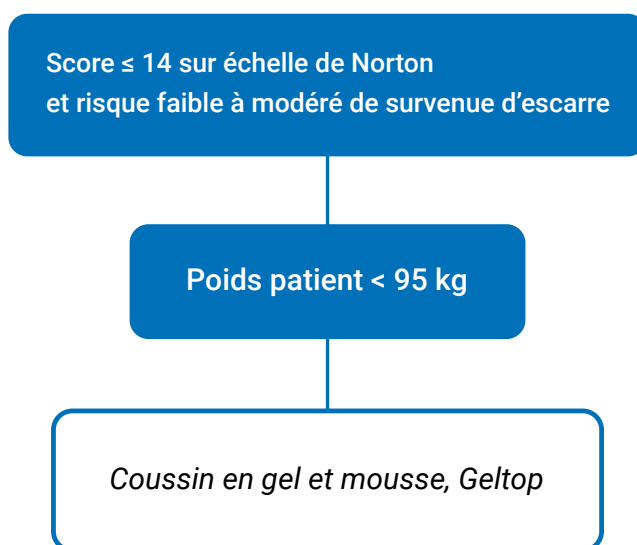 Score ≤ 14 sur échelle de Norton
et risque faible à modéré de survenue d’escarre
Poids patient < 95 kg
Coussin en gel et mousse, Geltop